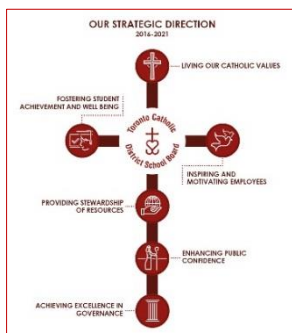 OUR STRATEGIC DIRECTION
2016-2021
LIVING OUR CATHOLIC VALUES
FOSTERING STUDENT
ACHIEVEMENT AND WELL BEING
Toronto Catholic
District School Board
INSPIRING AND
MOTIVATING EMPLOYEES
PROVIDING STEWARDSHIP
OF RESOURCES
ENHANCING PUBLIC
CONFIDENCE
ACHIEVING EXCELLENCE IN
GOVERNANCE